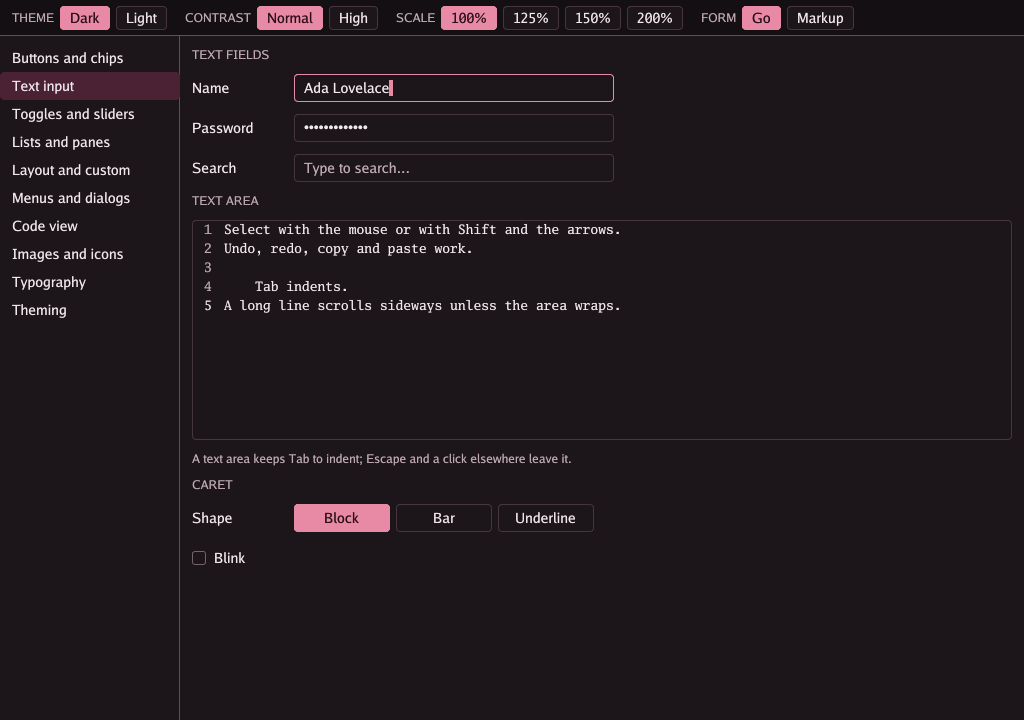 THEME Dark Light CONTRAST Normal High SCALE 100% 125% 150% 200% FORM Go Markup
Buttons and chips
Text input
Toggles and sliders
Lists and panes
Layout and custom
Menus and dialogs
Code view
Images and icons
Typography
Theming
TEXT FIELDS
Name Ada Lovelace
Password •••••••••••••
Search Type to search...
TEXT AREA
1 Select with the mouse or with Shift and the arrows.
2 Undo, redo, copy and paste work.
3
4     Tab indents.
5 A long line scrolls sideways unless the area wraps.
A text area keeps Tab to indent; Escape and a click elsewhere leave it.
CARET
Shape Block Bar Underline
Blink